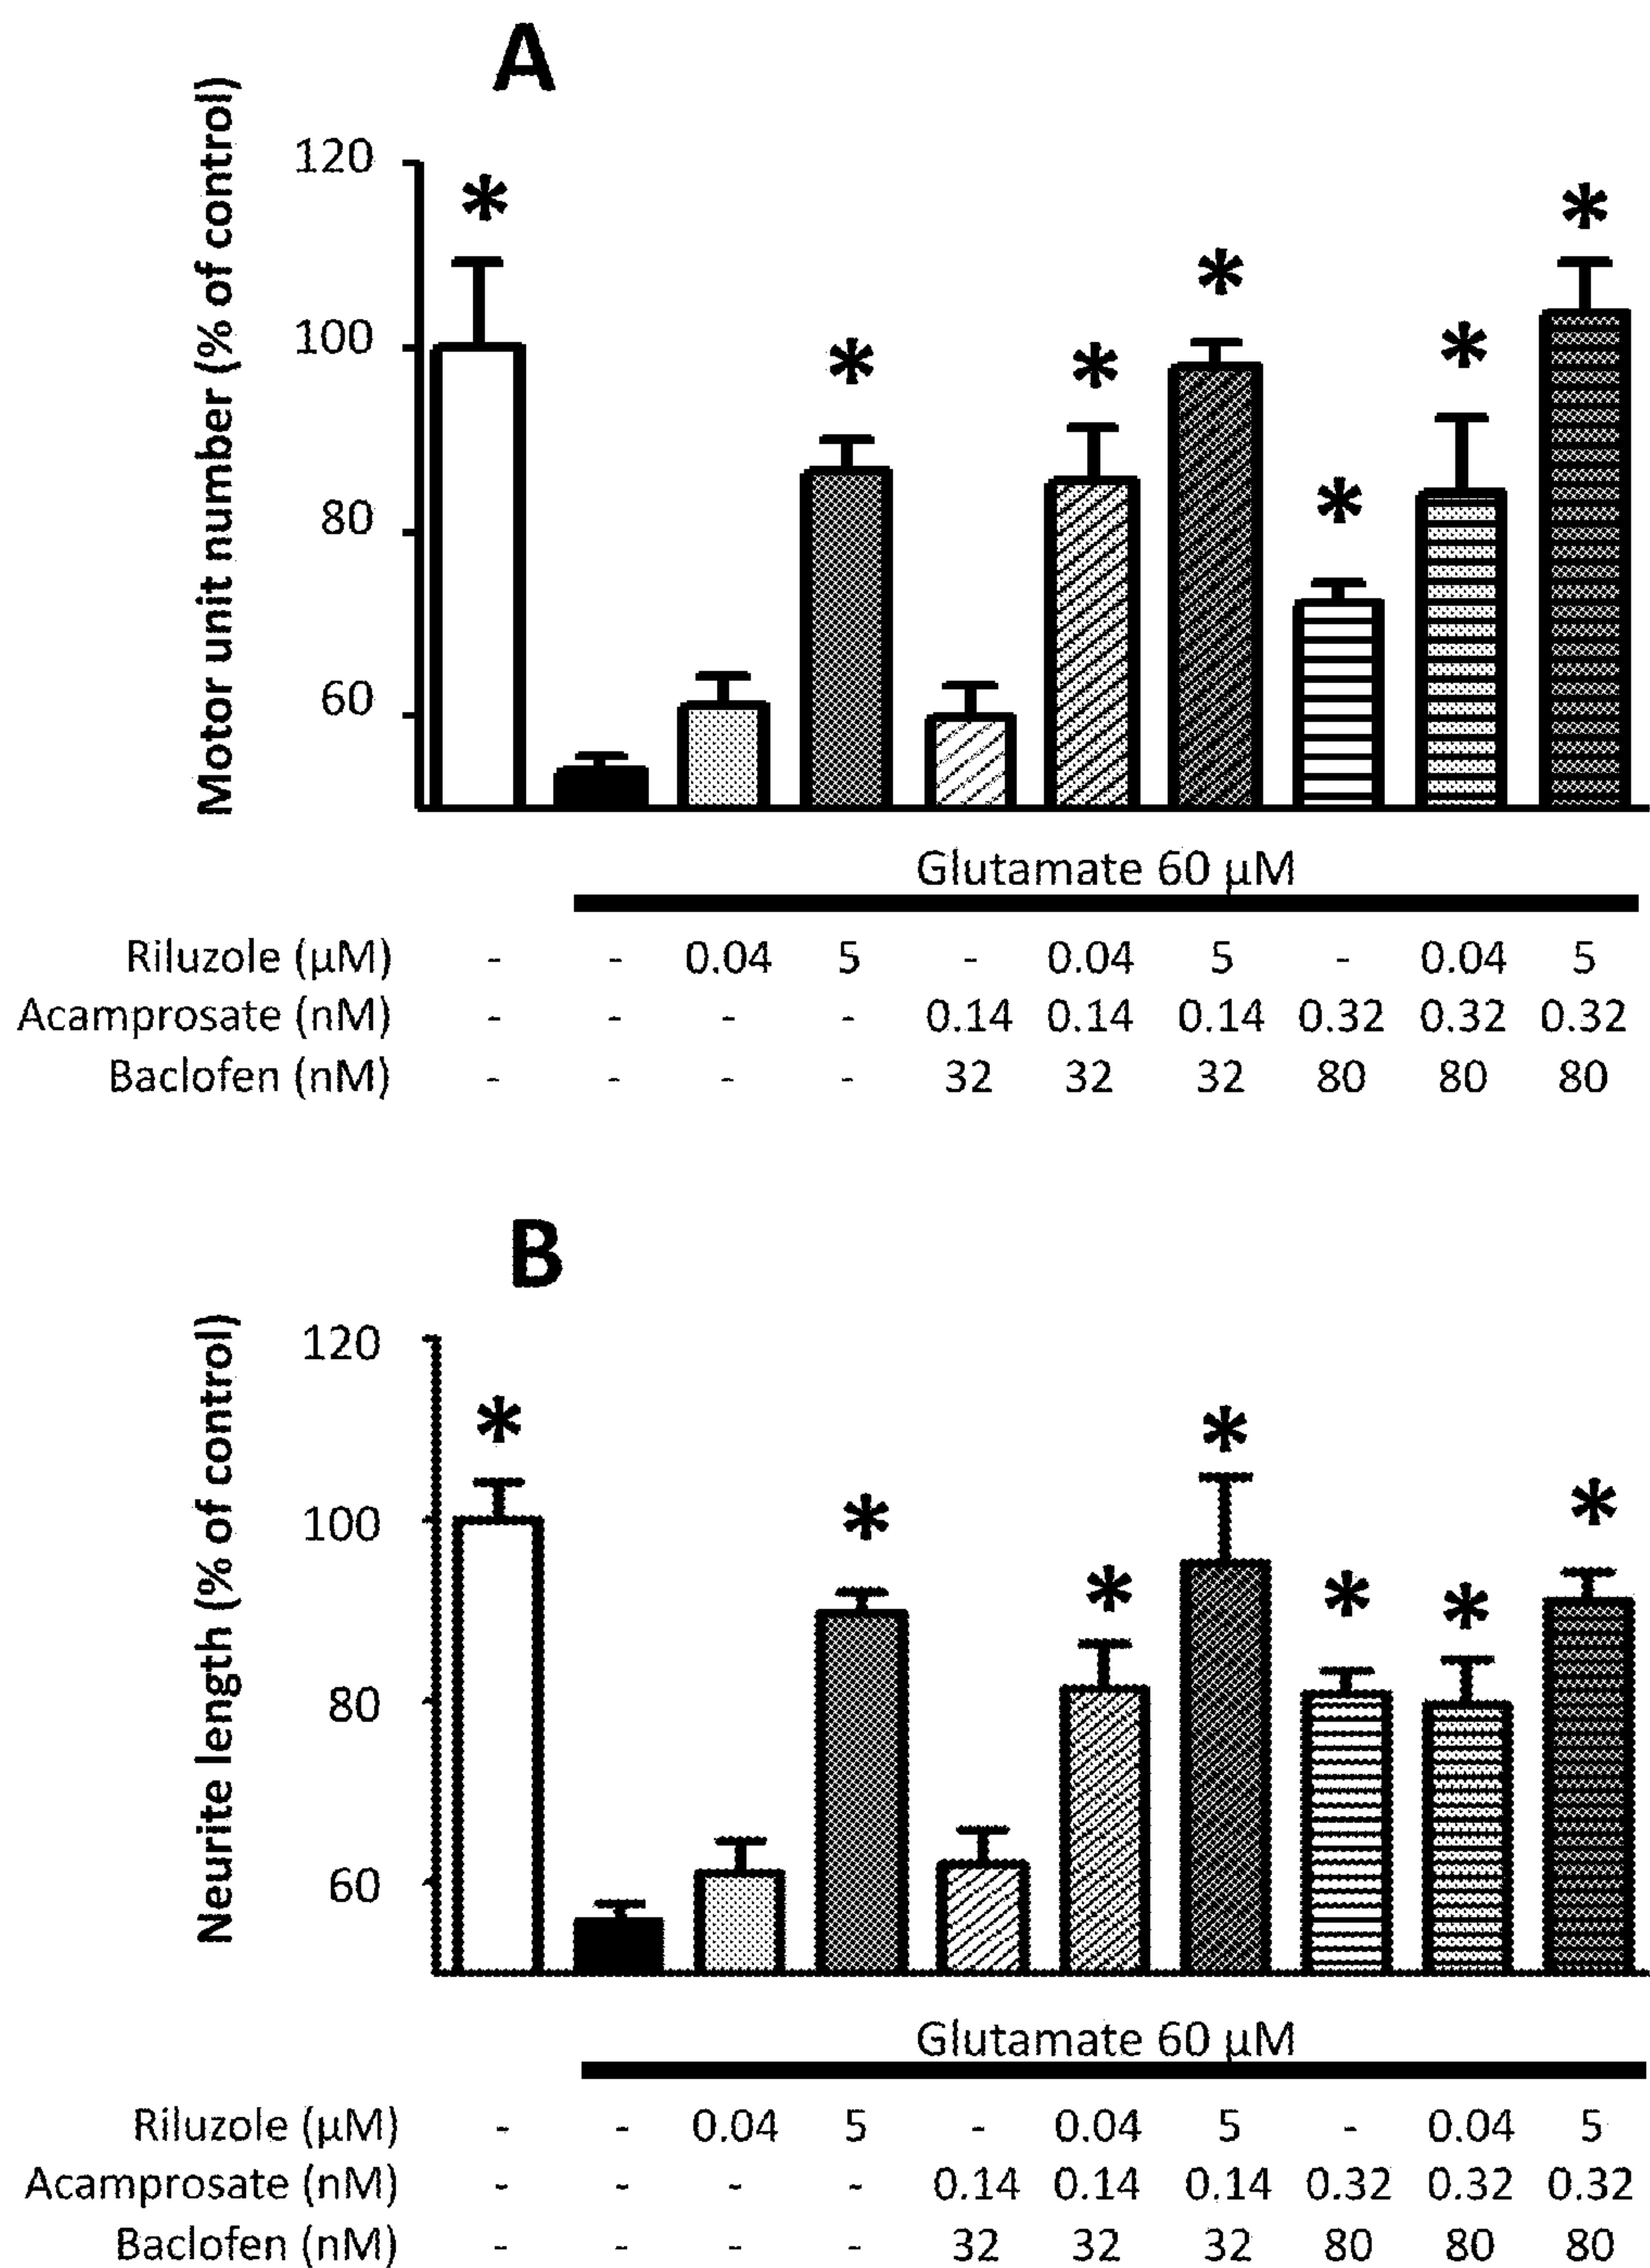 A
Motor unit number (% of control)
120
100
80
60
* * * * * * *
Glutamate 60 µM
Riluzole (µM) - - 0.04 5 - 0.04 5 - 0.04 5
Acamprosate (nM) - - - - 0.14 0.14 0.14 0.32 0.32 0.32
Baclofen (nM) - - - - 32 32 32 80 80 80
B
Neurite length (% of control)
120
100
80
60
* * * * * * *
Glutamate 60 µM
Riluzole (µM) - - 0.04 5 - 0.04 5 - 0.04 5
Acamprosate (nM) - - - - 0.14 0.14 0.14 0.32 0.32 0.32
Baclofen (nM) - - - - 32 32 32 80 80 80